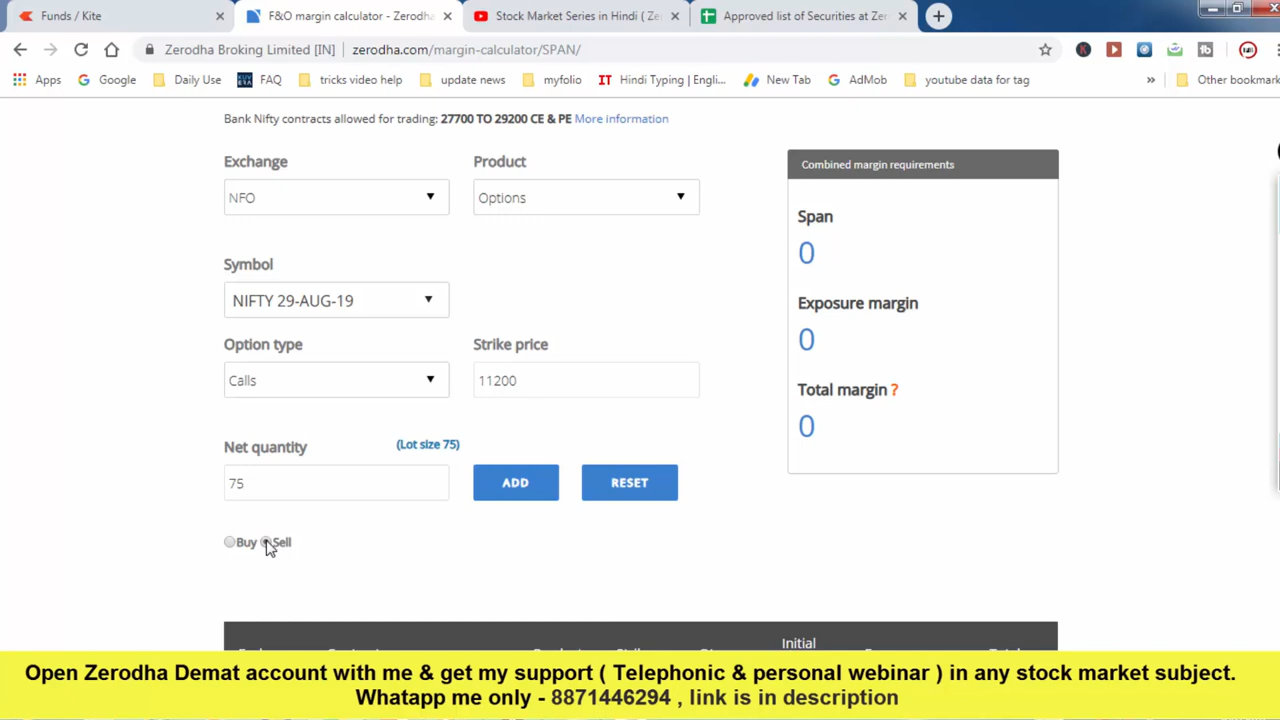 Funds / Kite
F&O margin calculator - Zerodha
Stock Market Series in Hindi ( Ze
Approved list of Securities at Zer
Zerodha Broking Limited [IN] zerodha.com/margin-calculator/SPAN/
Apps Google Daily Use FAQ tricks video help update news myfolio Hindi Typing | Engli... New Tab AdMob youtube data for tag » Other bookmark
Bank Nifty contracts allowed for trading: 27700 TO 29200 CE & PE More information
Exchange Product
NFO Options
Combined margin requirements
Span
0
Symbol
NIFTY 29-AUG-19
Exposure margin
0
Option type Strike price
Calls 11200
Total margin ?
0
Net quantity (Lot size 75)
75 ADD RESET
Buy Sell
Initial
Open Zerodha Demat account with me & get my support ( Telephonic & personal webinar ) in any stock market subject.
Whatapp me only - 8871446294 , link is in description